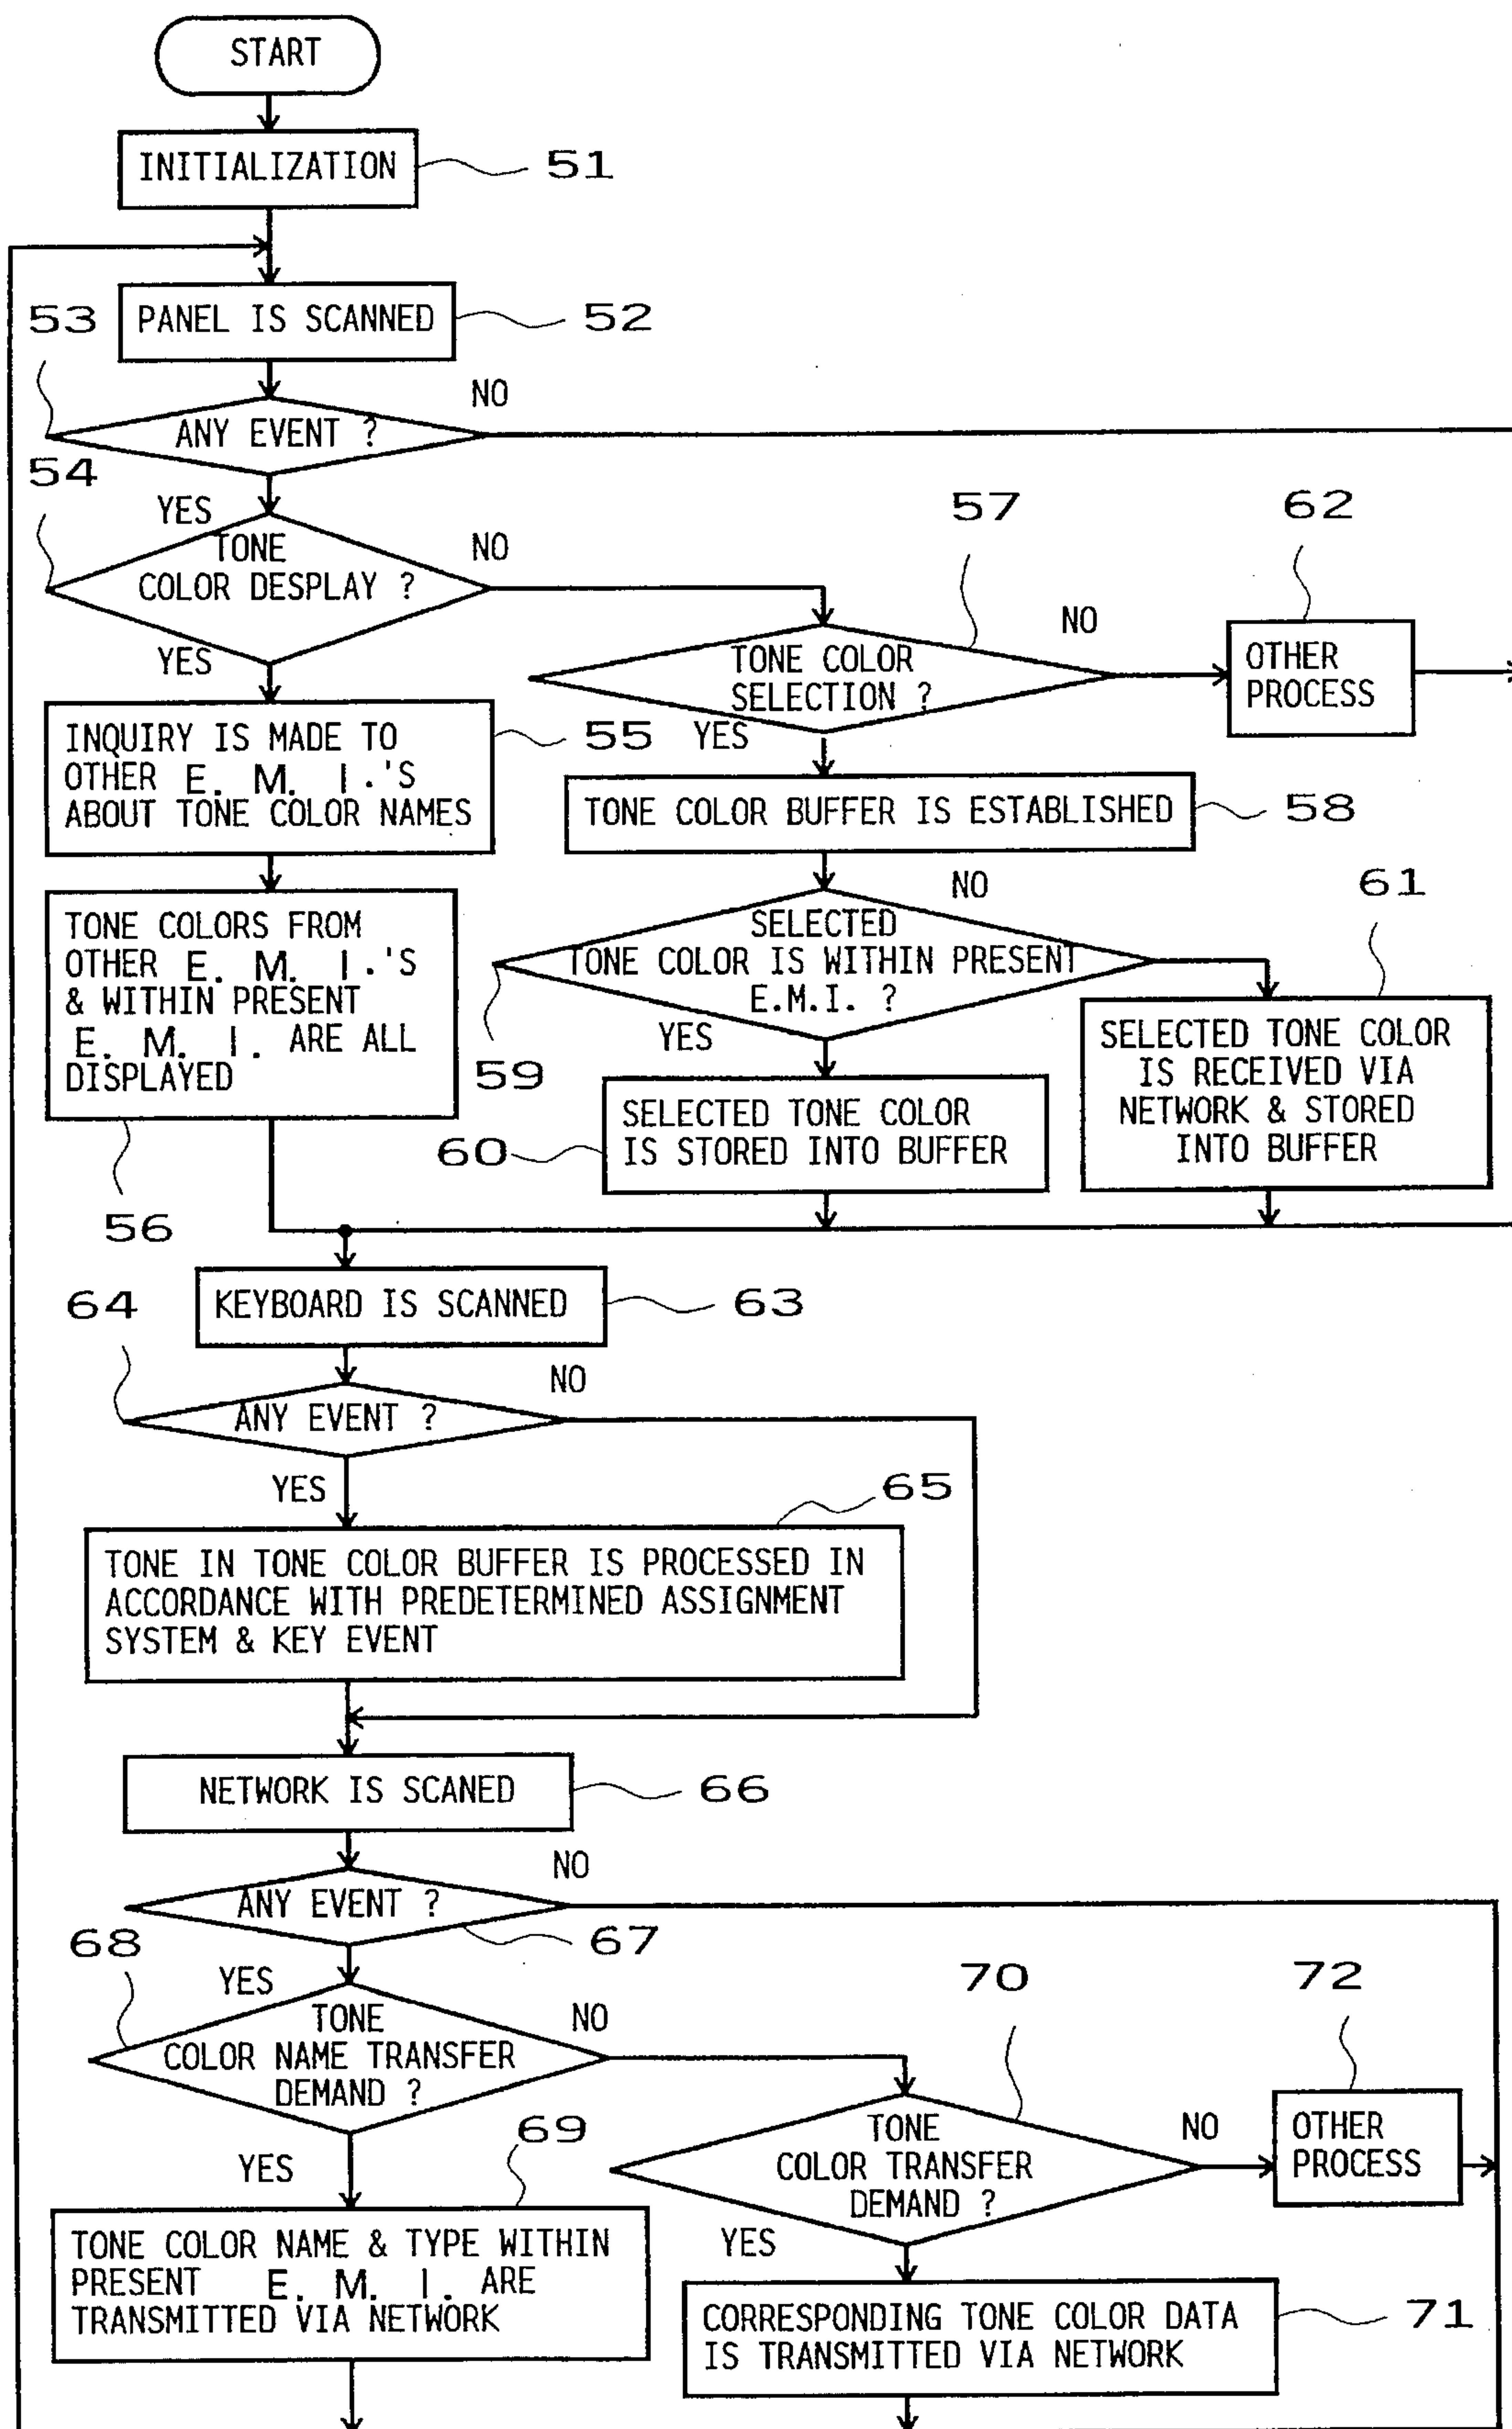 START
INITIALIZATION
51
53
PANEL IS SCANNED
52
NO
ANY EVENT ?
54
YES
TONE
COLOR DESPLAY ?
NO
57
62
YES
TONE COLOR
SELECTION ?
NO
OTHER
PROCESS
INQUIRY IS MADE TO
OTHER E. M. I.'S
ABOUT TONE COLOR NAMES
55
YES
TONE COLOR BUFFER IS ESTABLISHED
58
TONE COLORS FROM
OTHER E. M. I.'S
& WITHIN PRESENT
E. M. I. ARE ALL
DISPLAYED
56
NO
SELECTED
TONE COLOR IS WITHIN PRESENT
E.M.I. ?
59
YES
61
SELECTED TONE COLOR
IS STORED INTO BUFFER
60
SELECTED TONE COLOR
IS RECEIVED VIA
NETWORK & STORED
INTO BUFFER
64
KEYBOARD IS SCANNED
63
NO
ANY EVENT ?
YES
65
TONE IN TONE COLOR BUFFER IS PROCESSED IN
ACCORDANCE WITH PREDETERMINED ASSIGNMENT
SYSTEM & KEY EVENT
NETWORK IS SCANED
66
NO
ANY EVENT ?
67
68
YES
TONE
COLOR NAME TRANSFER
DEMAND ?
NO
70
72
YES
69
TONE
COLOR TRANSFER
DEMAND ?
NO
OTHER
PROCESS
YES
TONE COLOR NAME & TYPE WITHIN
PRESENT E. M. I. ARE
TRANSMITTED VIA NETWORK
CORRESPONDING TONE COLOR DATA
IS TRANSMITTED VIA NETWORK
71